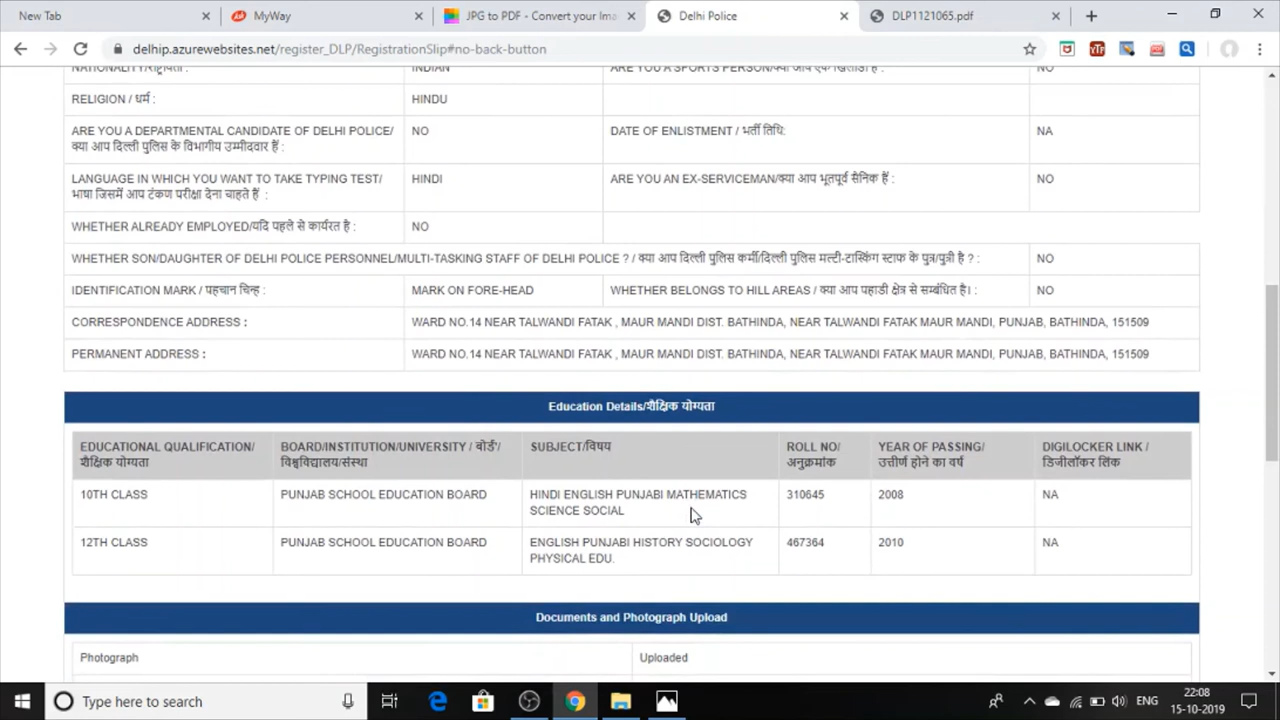 New Tab
MyWay
JPG to PDF - Convert your Ima
Delhi Police
DLP1121065.pdf
delhip.azurewebsites.net/register_DLP/RegistrationSlip#no-back-button
NATIONALITY/राष्ट्रीयता : INDIAN ARE YOU A SPORTS PERSON/क्या आप एक खिलाडी हैं : NO
RELIGION / धर्म : HINDU
ARE YOU A DEPARTMENTAL CANDIDATE OF DELHI POLICE/ NO DATE OF ENLISTMENT / भर्ती तिथि: NA
क्या आप दिल्ली पुलिस के विभागीय उम्मीदवार हैं :
LANGUAGE IN WHICH YOU WANT TO TAKE TYPING TEST/ HINDI ARE YOU AN EX-SERVICEMAN/क्या आप भूतपूर्व सैनिक हैं : NO
भाषा जिसमें आप टंकण परीक्षा देना चाहते हैं :
WHETHER ALREADY EMPLOYED/यदि पहले से कार्यरत है : NO
WHETHER SON/DAUGHTER OF DELHI POLICE PERSONNEL/MULTI-TASKING STAFF OF DELHI POLICE ? / क्या आप दिल्ली पुलिस कर्मी/दिल्ली पुलिस मल्टी-टास्किंग स्टाफ के पुत्र/पुत्री है ? : NO
IDENTIFICATION MARK / पहचान चिन्ह : MARK ON FORE-HEAD WHETHER BELONGS TO HILL AREAS / क्या आप पहाडी क्षेत्र से सम्बंधित है। : NO
CORRESPONDENCE ADDRESS : WARD NO.14 NEAR TALWANDI FATAK , MAUR MANDI DIST. BATHINDA, NEAR TALWANDI FATAK MAUR MANDI, PUNJAB, BATHINDA, 151509
PERMANENT ADDRESS : WARD NO.14 NEAR TALWANDI FATAK , MAUR MANDI DIST. BATHINDA, NEAR TALWANDI FATAK MAUR MANDI, PUNJAB, BATHINDA, 151509
Education Details/शैक्षिक योग्यता
EDUCATIONAL QUALIFICATION/ BOARD/INSTITUTION/UNIVERSITY / बोर्ड/ SUBJECT/विषय ROLL NO/ YEAR OF PASSING/ DIGILOCKER LINK /
शैक्षिक योग्यता विश्वविद्यालय/संस्था अनुक्रमांक उत्तीर्ण होने का वर्ष डिजीलॉकर लिंक
10TH CLASS PUNJAB SCHOOL EDUCATION BOARD HINDI ENGLISH PUNJABI MATHEMATICS 310645 2008 NA
SCIENCE SOCIAL
12TH CLASS PUNJAB SCHOOL EDUCATION BOARD ENGLISH PUNJABI HISTORY SOCIOLOGY 467364 2010 NA
PHYSICAL EDU.
Documents and Photograph Upload
Photograph Uploaded
Type here to search
ENG
22:08
15-10-2019